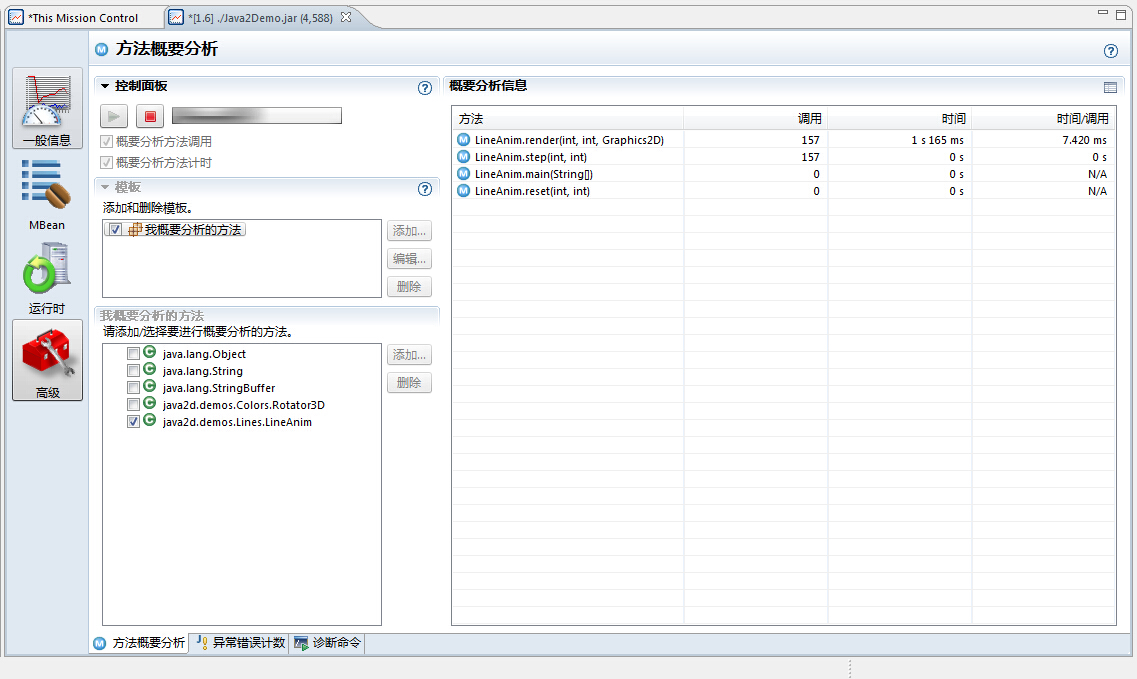 *This Mission Control
*[1.6] ./Java2Demo.jar (4,588)
方法概要分析
一般信息
MBean
运行时
高级
控制面板
概要分析方法调用
概要分析方法计时
模板
添加和删除模板。
我概要分析的方法
添加...
编辑...
删除
我概要分析的方法
请添加/选择要进行概要分析的方法。
java.lang.Object
java.lang.String
java.lang.StringBuffer
java2d.demos.Colors.Rotator3D
java2d.demos.Lines.LineAnim
添加...
删除
概要分析信息
方法 调用 时间 时间/调用
LineAnim.render(int, int, Graphics2D) 157 1 s 165 ms 7.420 ms
LineAnim.step(int, int) 157 0 s 0 s
LineAnim.main(String[]) 0 0 s N/A
LineAnim.reset(int, int) 0 0 s N/A
方法概要分析 异常错误计数 诊断命令